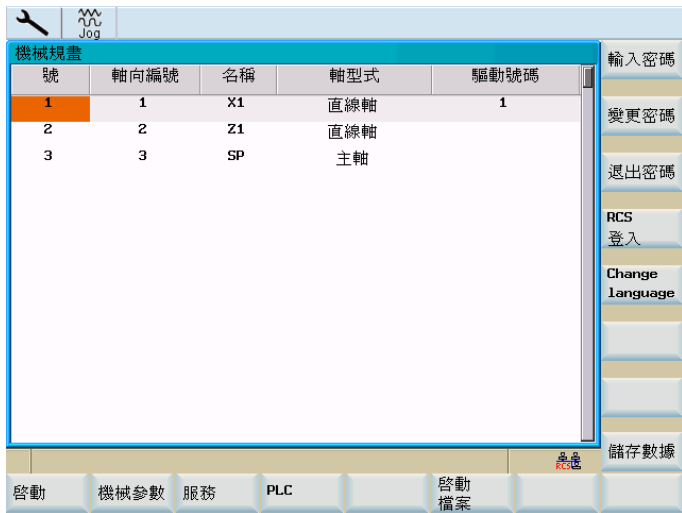 Jog
機械規畫
號 軸向編號 名稱 軸型式 驅動號碼
1 1 X1 直線軸 1
2 2 Z1 直線軸
3 3 SP 主軸
輸入密碼
變更密碼
退出密碼
RCS
登入
Change
language
儲存數據
RCS
啓動 機械參數 服務 PLC 啓動
檔案